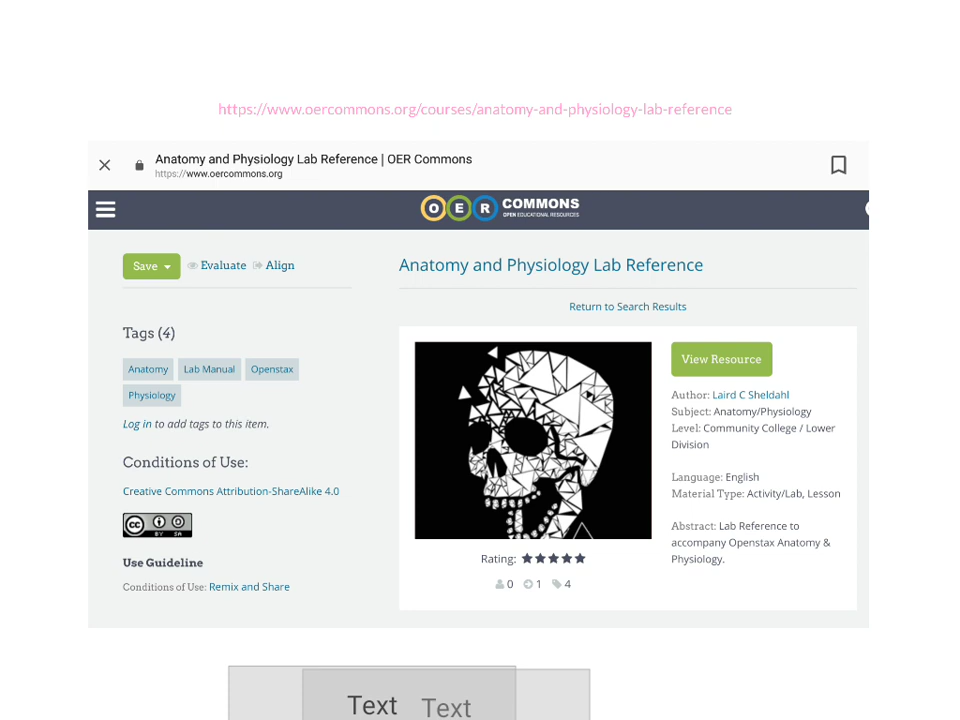 https://www.oercommons.org/courses/anatomy-and-physiology-lab-reference
Anatomy and Physiology Lab Reference | OER Commons
https://www.oercommons.org
OER COMMONS
OPEN EDUCATIONAL RESOURCES
Save Evaluate Align
Tags (4)
Anatomy Lab Manual Openstax
Physiology
Log in to add tags to this item.
Conditions of Use:
Creative Commons Attribution-ShareAlike 4.0
cc BY SA
Use Guideline
Conditions of Use: Remix and Share
Anatomy and Physiology Lab Reference
Return to Search Results
Rating:
0 1 4
View Resource
Author: Laird C Sheldahl
Subject: Anatomy/Physiology
Level: Community College / Lower
Division
Language: English
Material Type: Activity/Lab, Lesson
Abstract: Lab Reference to
accompany Openstax Anatomy &
Physiology.
Text Text